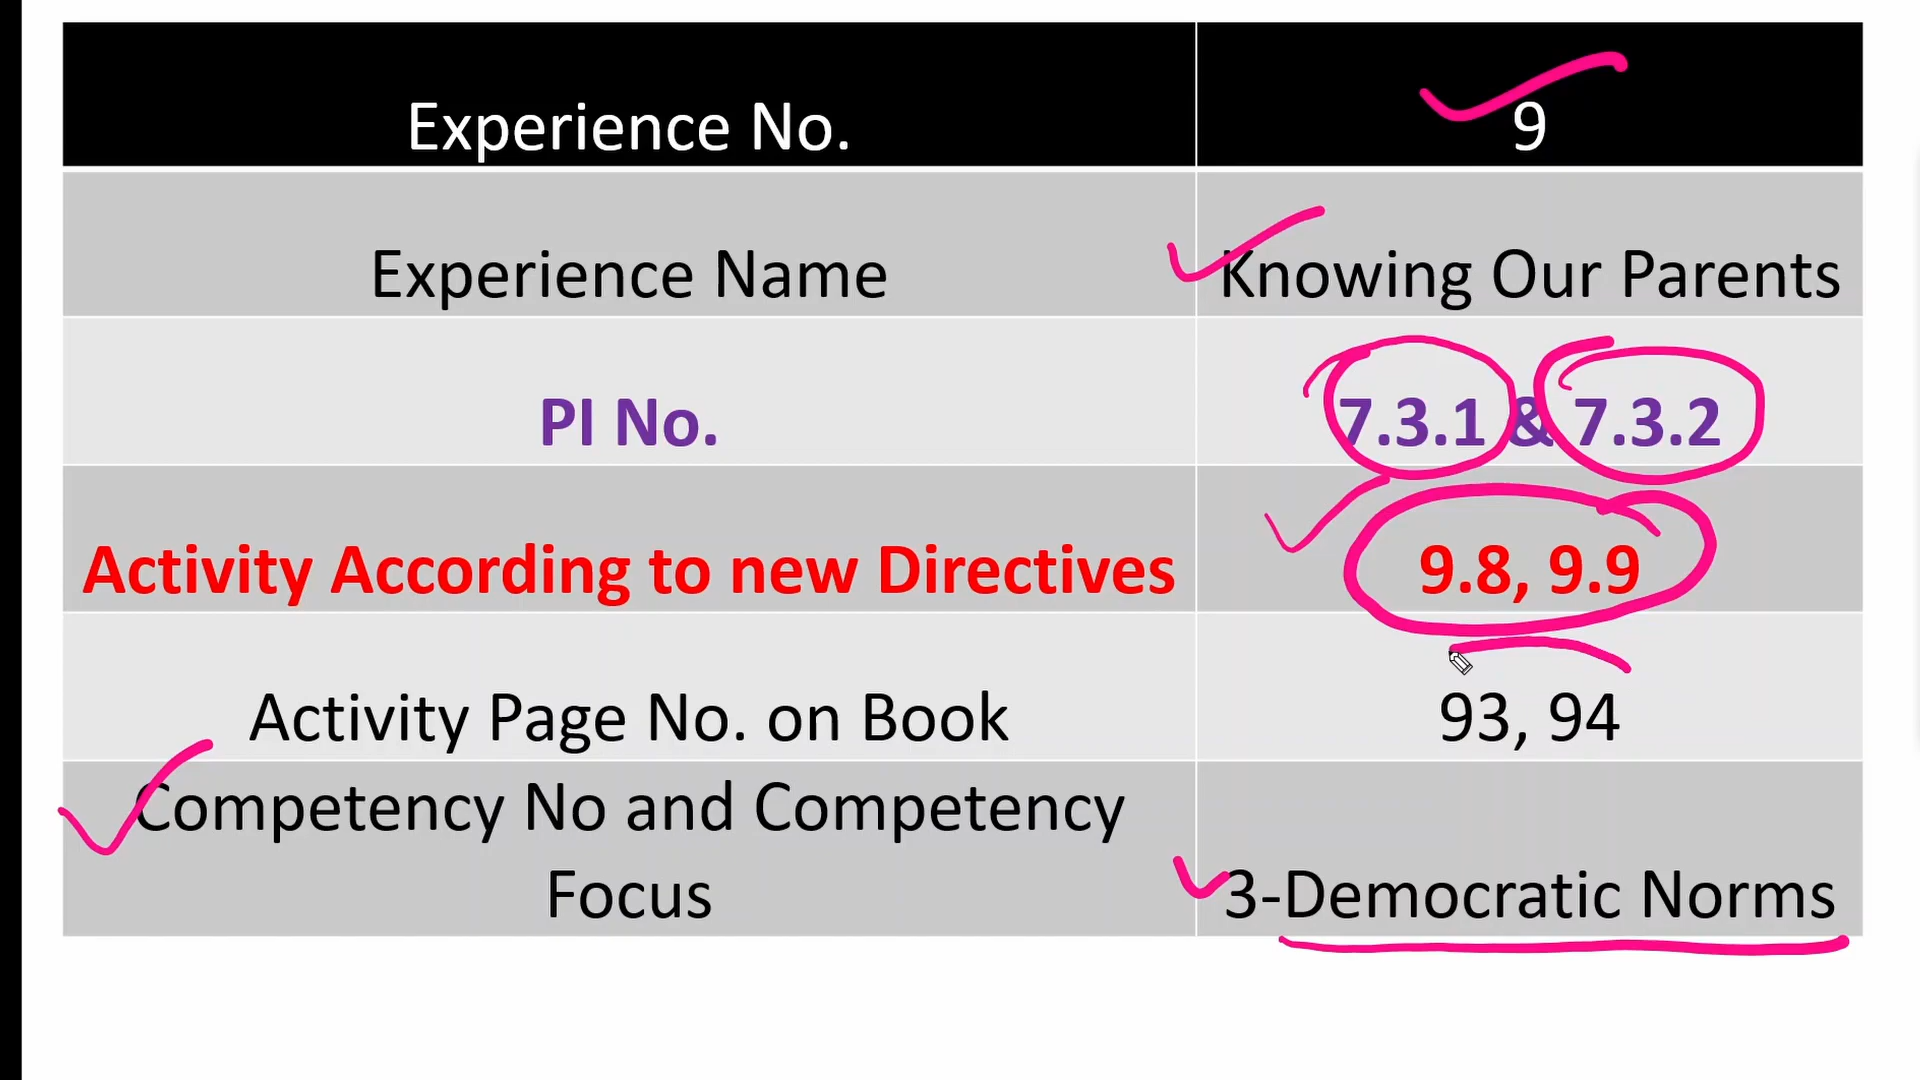 Experience No. 9
Experience Name Knowing Our Parents
PI No. 7.3.1 & 7.3.2
Activity According to new Directives 9.8, 9.9
Activity Page No. on Book 93, 94
Competency No and Competency
Focus 3-Democratic Norms